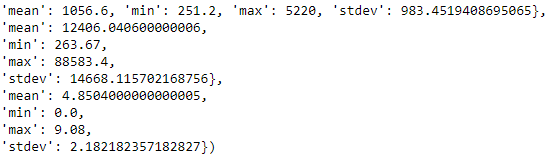 'mean': 1056.6, 'min': 251.2, 'max': 5220, 'stdev': 983.4519408695065},
'mean': 12406.040600000006,
'min': 263.67,
'max': 88583.4,
'stdev': 14668.115702168756},
'mean': 4.8504000000000005,
'min': 0.0,
'max': 9.08,
'stdev': 2.182182357182827})